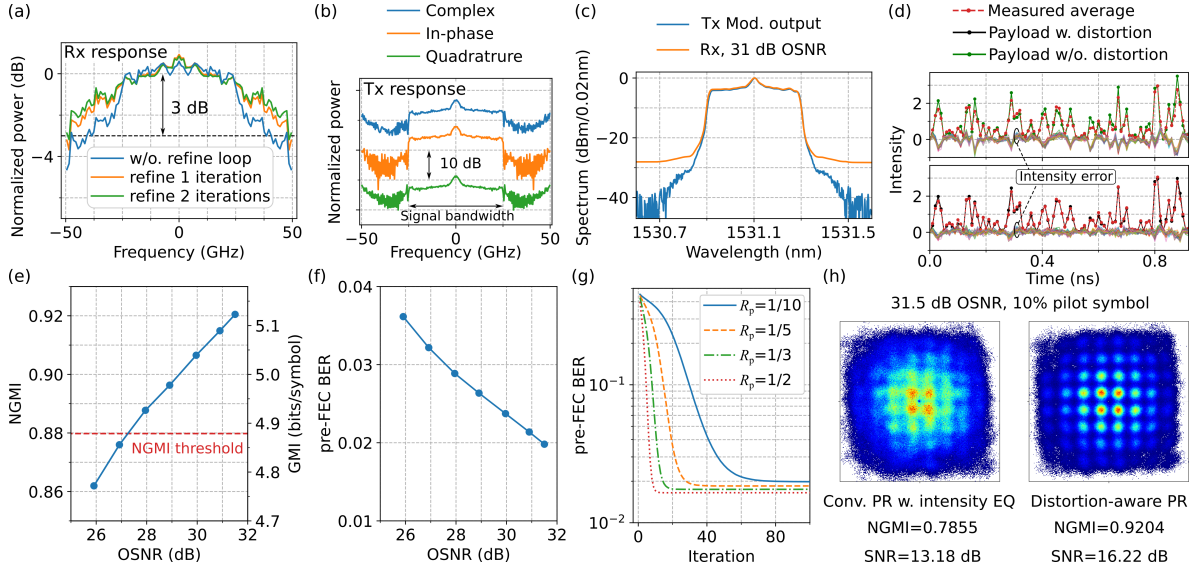 (a)
Rx response
Normalized power (dB)
0
−4
3 dB
w/o. refine loop
refine 1 iteration
refine 2 iterations
−50
0
50
Frequency (GHz)
(b)
Complex
In-phase
Quadratrure
Tx response
Normalized power
10 dB
Signal bandwidth
−50
0
50
Frequency (GHz)
(c)
Tx Mod. output
Rx, 31 dB OSNR
Spectrum (dBm/0.02nm)
0
−20
−40
1530.7
1531.1
1531.5
Wavelength (nm)
(d)
Measured average
Payload w. distortion
Payload w/o. distortion
Intensity
2
0
Intensity error
2
0
0.0
0.4
0.8
Time (ns)
(e)
NGMI
0.92
0.90
0.88
0.86
NGMI threshold
GMI (bits/symbol)
5.1
5.0
4.9
4.8
4.7
26
28
30
32
OSNR (dB)
(f)
pre-FEC BER
0.04
0.03
0.02
0.01
26
28
30
32
OSNR (dB)
(g)
pre-FEC BER
10⁻¹
10⁻²
Rₚ=1/10
Rₚ=1/5
Rₚ=1/3
Rₚ=1/2
0
40
80
Iteration
(h)
31.5 dB OSNR, 10% pilot symbol
Conv. PR w. intensity EQ
NGMI=0.7855
SNR=13.18 dB
Distortion-aware PR
NGMI=0.9204
SNR=16.22 dB